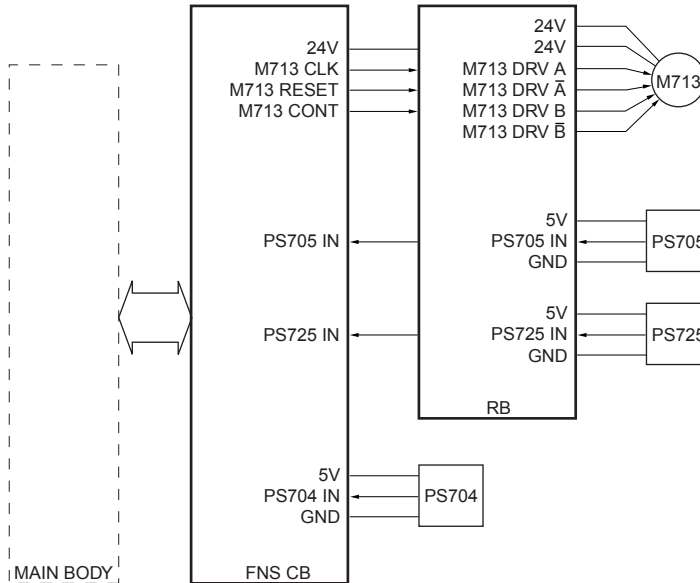 24V
M713 CLK
M713 RESET
M713 CONT
PS705 IN
PS725 IN
5V
PS704 IN
GND
FNS CB
MAIN BODY
24V
24V
M713 DRV A
M713 DRV A̅
M713 DRV B
M713 DRV B̅
5V
PS705 IN
GND
5V
PS725 IN
GND
RB
M713
PS705
PS725
PS704